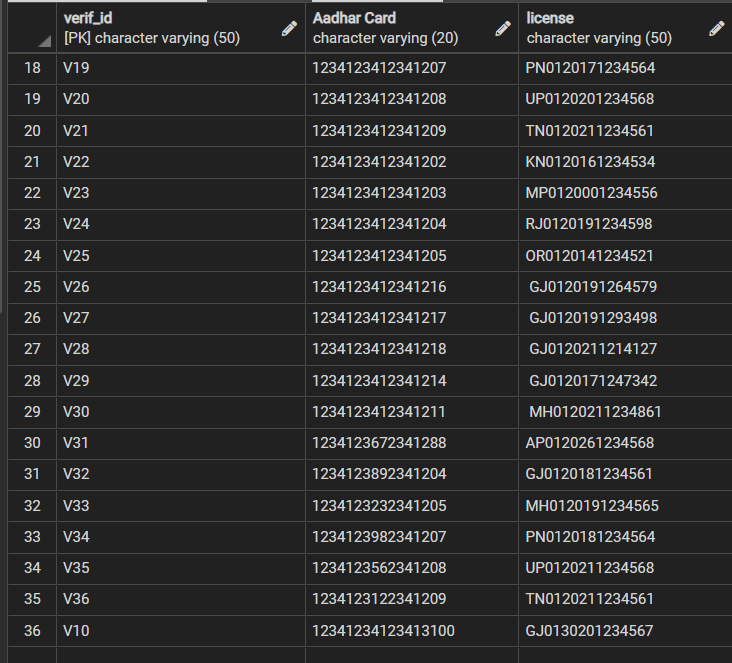 verif_id Aadhar Card license
[PK] character varying (50) character varying (20) character varying (50)
18 V19 1234123412341207 PN0120171234564
19 V20 1234123412341208 UP0120201234568
20 V21 1234123412341209 TN0120211234561
21 V22 1234123412341202 KN0120161234534
22 V23 1234123412341203 MP0120001234556
23 V24 1234123412341204 RJ0120191234598
24 V25 1234123412341205 OR0120141234521
25 V26 1234123412341216 GJ0120191264579
26 V27 1234123412341217 GJ0120191293498
27 V28 1234123412341218 GJ0120211214127
28 V29 1234123412341214 GJ0120171247342
29 V30 1234123412341211 MH0120211234861
30 V31 1234123672341288 AP0120261234568
31 V32 1234123892341204 GJ0120181234561
32 V33 1234123232341205 MH0120191234565
33 V34 1234123982341207 PN0120181234564
34 V35 1234123562341208 UP0120211234568
35 V36 1234123122341209 TN0120211234561
36 V10 12341234123413100 GJ0130201234567